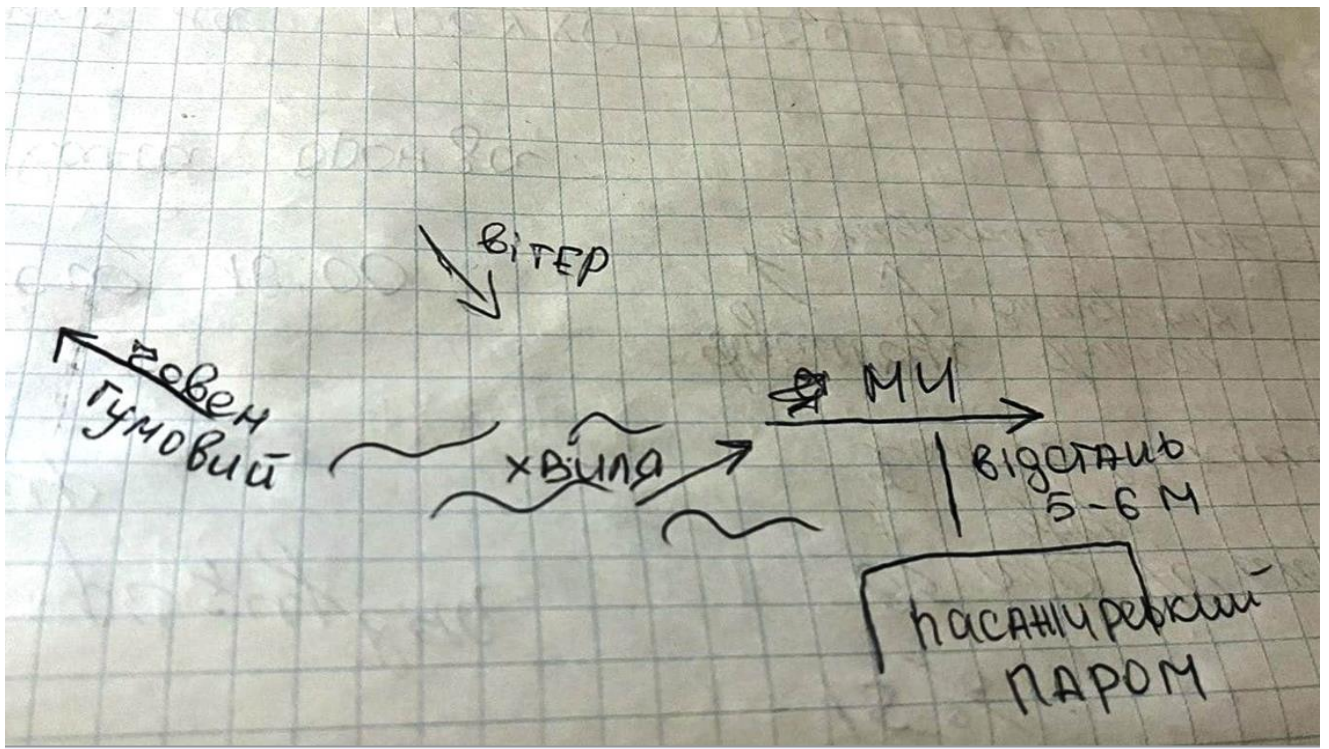 вітер
човен
гумовий
хвиля
МИ
відстань
5-6 м
пасажирський
ПАРОМ